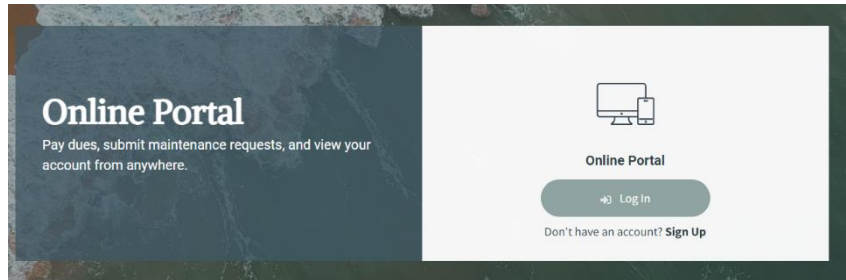 Online Portal
Pay dues, submit maintenance requests, and view your
account from anywhere.
Online Portal
Log In
Don't have an account? Sign Up